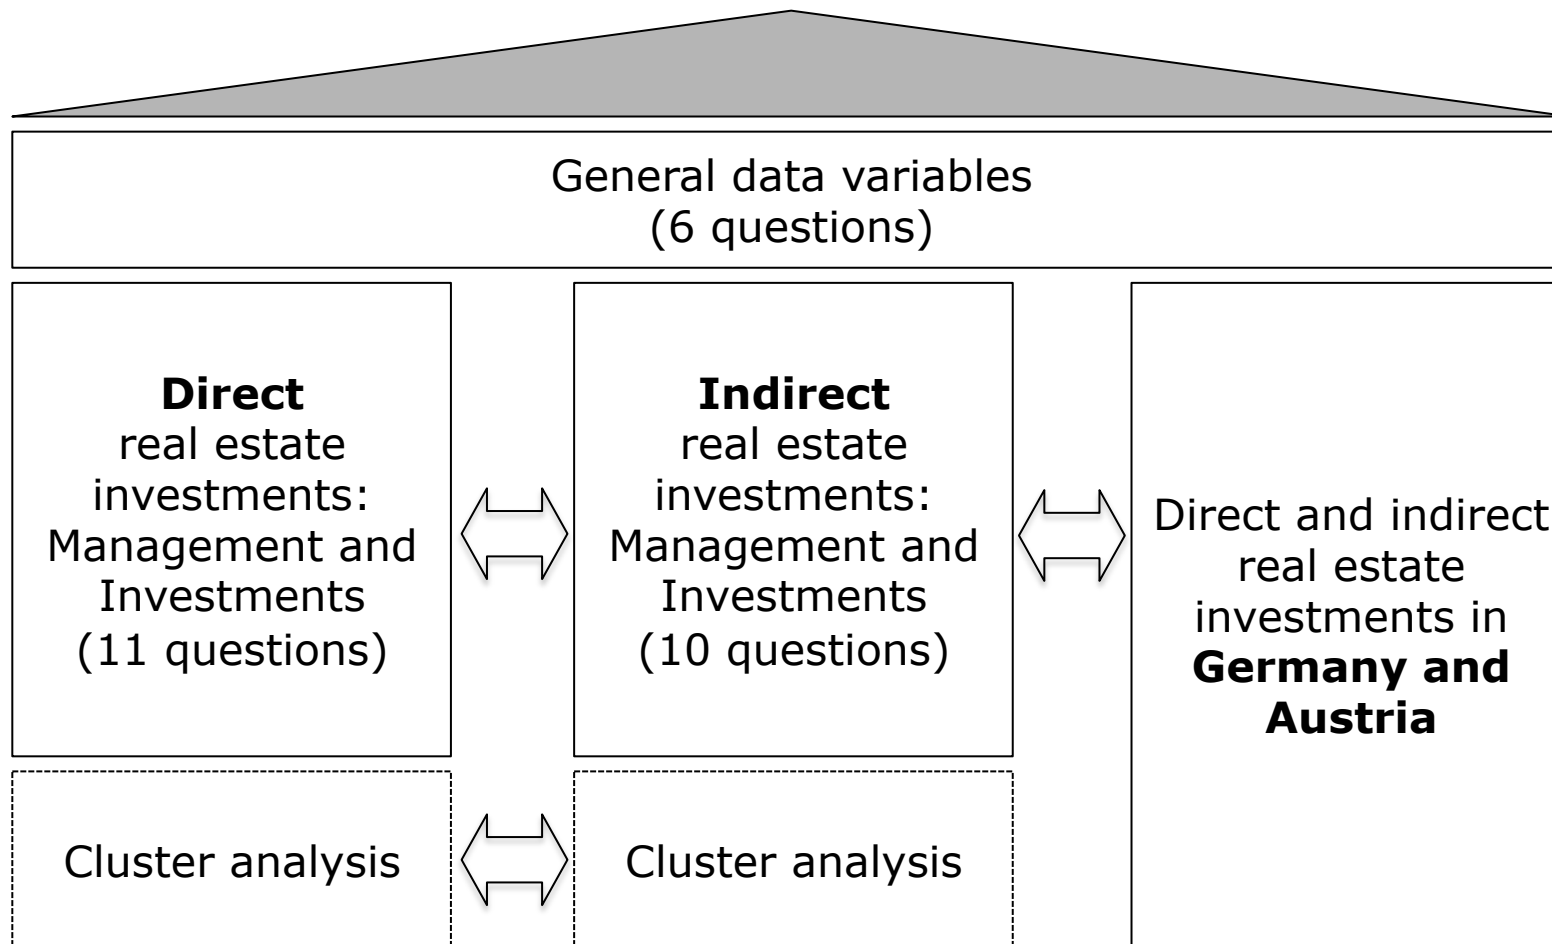 General data variables
(6 questions)
Direct
real estate
investments:
Management and
Investments
(11 questions)
Indirect
real estate
investments:
Management and
Investments
(10 questions)
Direct and indirect
real estate
investments in
Germany and
Austria
Cluster analysis
Cluster analysis